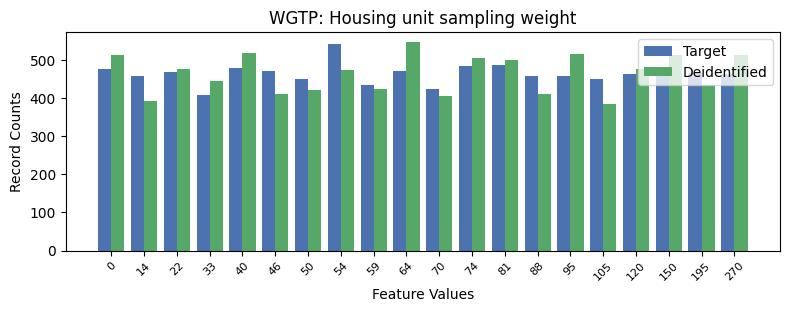 WGTP: Housing unit sampling weight
Target
Deidentified
Record Counts
500
400
300
200
100
0
0 14 22 33 40 46 50 54 59 64 70 74 81 88 95 105 120 150 195 270
Feature Values